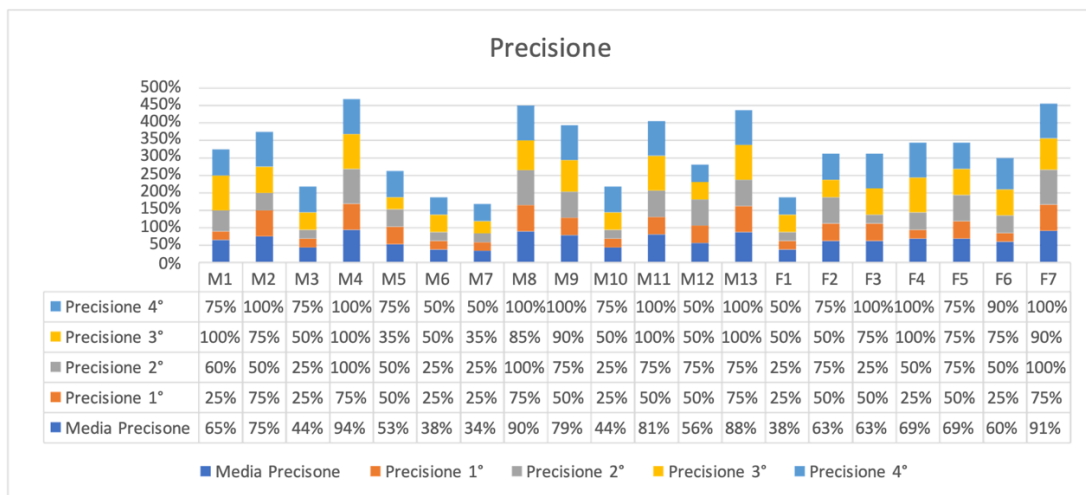 Precisione
500%
450%
400%
350%
300%
250%
200%
150%
100%
50%
0%
M1 M2 M3 M4 M5 M6 M7 M8 M9 M10 M11 M12 M13 F1 F2 F3 F4 F5 F6 F7
Precisione 4° 75% 100% 75% 100% 75% 50% 50% 100% 100% 75% 100% 50% 100% 50% 75% 100% 100% 75% 90% 100%
Precisione 3° 100% 75% 50% 100% 35% 50% 35% 85% 90% 50% 100% 50% 100% 50% 50% 75% 100% 75% 75% 90%
Precisione 2° 60% 50% 25% 100% 50% 25% 25% 100% 75% 25% 75% 75% 75% 25% 75% 25% 50% 75% 50% 100%
Precisione 1° 25% 75% 25% 75% 50% 25% 25% 75% 50% 25% 50% 50% 75% 25% 50% 50% 25% 50% 25% 75%
Media Precisone 65% 75% 44% 94% 53% 38% 34% 90% 79% 44% 81% 56% 88% 38% 63% 63% 69% 69% 60% 91%
Media Precisone Precisione 1° Precisione 2° Precisione 3° Precisione 4°